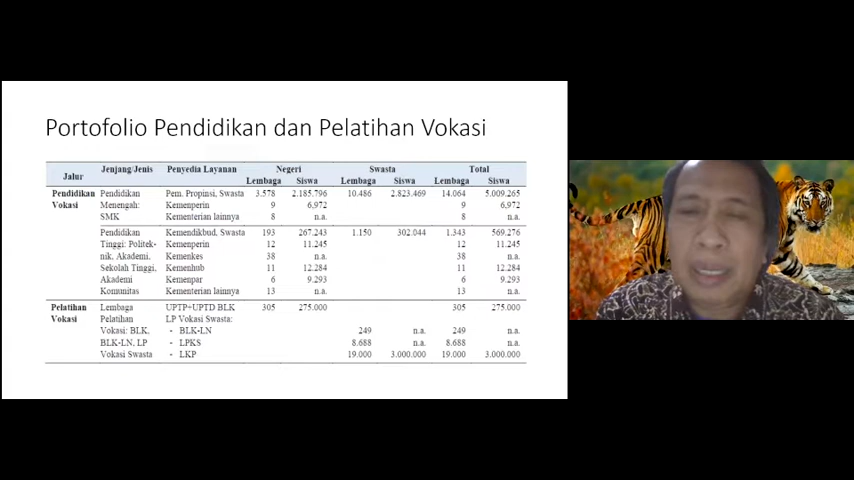 Portofolio Pendidikan dan Pelatihan Vokasi
Jalur Jenjang/Jenis Penyedia Layanan Negeri Swasta Total
Lembaga Siswa Lembaga Siswa Lembaga Siswa
Pendidikan Pendidikan Pem. Propinsi, Swasta 3.578 2.185.796 10.486 2.823.469 14.064 5.009.265
Vokasi Menengah: Kemenperin 9 6,972 9 6,972
SMK Kementerian lainnya 8 n.a. 8 n.a.
Pendidikan Kemendikbud, Swasta 193 267.243 1.150 302.044 1.343 569.276
Tinggi: Politek- Kemenperin 12 11.245 12 11.245
nik, Akademi, Kemenkes 38 n.a. 38 n.a.
Sekolah Tinggi, Kemenhub 11 12.284 11 12.284
Akademi Kemenpar 6 9.293 6 9.293
Komunitas Kementerian lainnya 13 n.a. 13 n.a.
Pelatihan Lembaga UPTP+UPTD BLK 305 275.000 305 275.000
Vokasi Pelatihan LP Vokasi Swasta:
Vokasi: BLK, - BLK-LN 249 n.a. 249 n.a.
BLK-LN, LP - LPKS 8.688 n.a. 8.688 n.a.
Vokasi Swasta - LKP 19.000 3.000.000 19.000 3.000.000